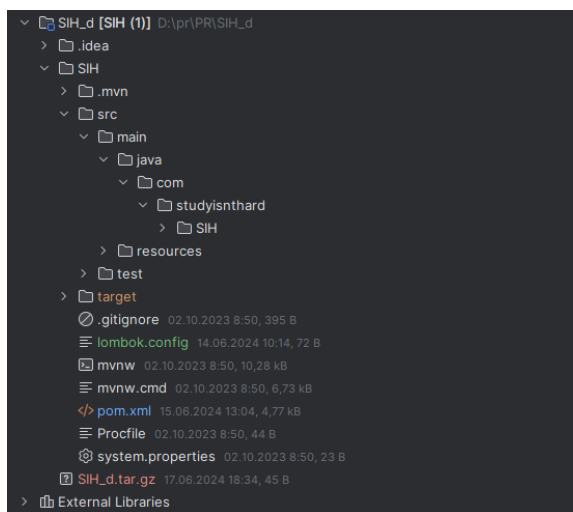 SIH_d [SIH (1)] D:\pr\PR\SIH_d
.idea
SIH
.mvn
src
main
java
com
studyisnthard
SIH
resources
test
target
.gitignore 02.10.2023 8:50, 395 B
lombok.config 14.06.2024 10:14, 72 B
mvnw 02.10.2023 8:50, 10,28 kB
mvnw.cmd 02.10.2023 8:50, 6,73 kB
pom.xml 15.06.2024 13:04, 4,77 kB
Procfile 02.10.2023 8:50, 44 B
system.properties 02.10.2023 8:50, 23 B
SIH_d.tar.gz 17.06.2024 18:34, 45 B
External Libraries